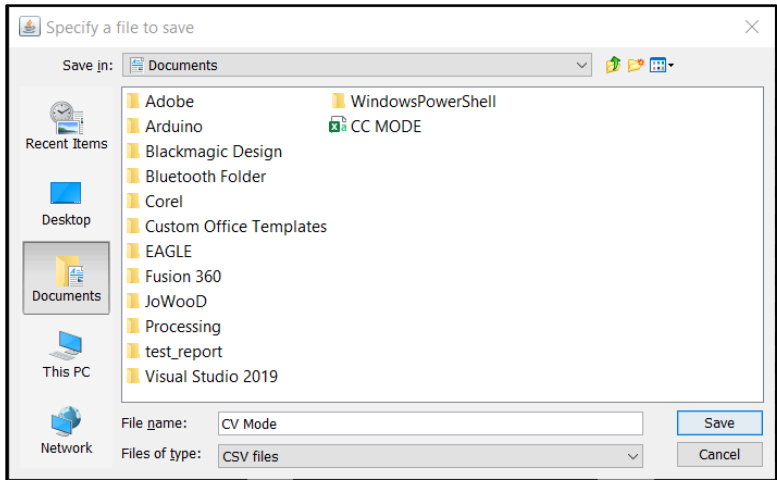 Specify a file to save
Save in: Documents
Recent Items
Desktop
Documents
This PC
Network
Adobe
Arduino
Blackmagic Design
Bluetooth Folder
Corel
Custom Office Templates
EAGLE
Fusion 360
JoWooD
Processing
test_report
Visual Studio 2019
WindowsPowerShell
CC MODE
File name: CV Mode
Save
Files of type: CSV files
Cancel